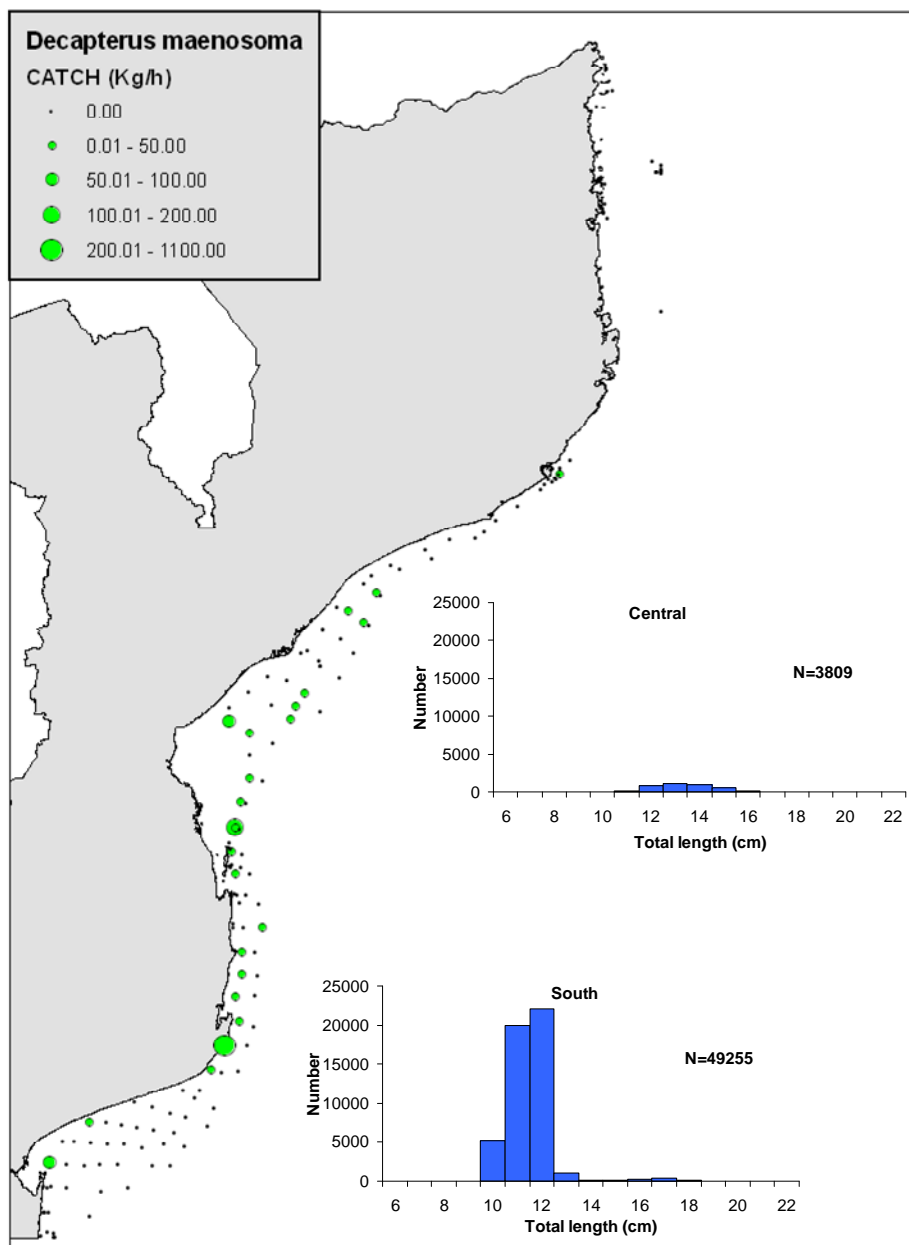 Decapterus maenosoma
CATCH (Kg/h)
0.00
0.01 - 50.00
50.01 - 100.00
100.01 - 200.00
200.01 - 1100.00
Central
N=3809
Number
25000
20000
15000
10000
5000
0
6 8 10 12 14 16 18 20 22
Total length (cm)
South
N=49255
Number
25000
20000
15000
10000
5000
0
6 8 10 12 14 16 18 20 22
Total length (cm)